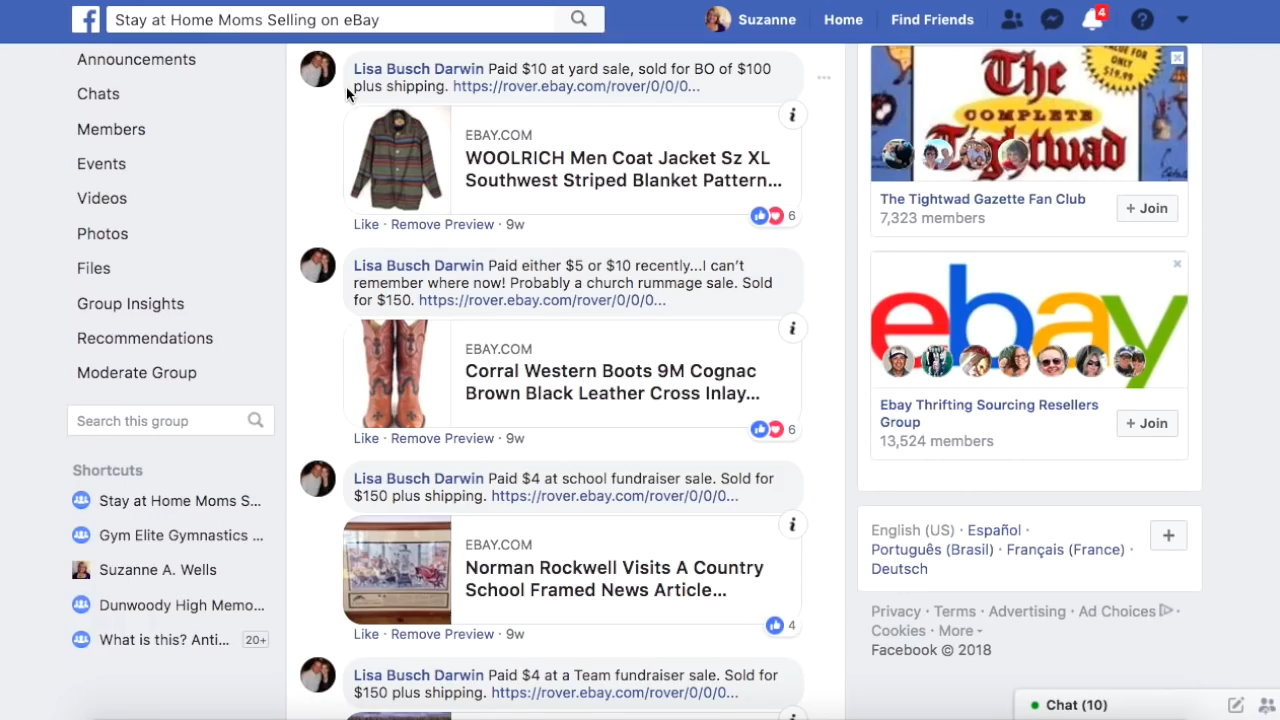 Stay at Home Moms Selling on eBay
Suzanne
Home
Find Friends
4
Announcements
Chats
Members
Events
Videos
Photos
Files
Group Insights
Recommendations
Moderate Group
Search this group
Shortcuts
Stay at Home Moms S...
Gym Elite Gymnastics ...
Suzanne A. Wells
Dunwoody High Memo...
What is this? Anti... 20+
Lisa Busch Darwin Paid $10 at yard sale, sold for BO of $100
plus shipping. https://rover.ebay.com/rover/0/0/0...
EBAY.COM
WOOLRICH Men Coat Jacket Sz XL
Southwest Striped Blanket Pattern...
6
Like · Remove Preview · 9w
Lisa Busch Darwin Paid either $5 or $10 recently...I can't
remember where now! Probably a church rummage sale. Sold
for $150. https://rover.ebay.com/rover/0/0/0...
EBAY.COM
Corral Western Boots 9M Cognac
Brown Black Leather Cross Inlay...
6
Like · Remove Preview · 9w
Lisa Busch Darwin Paid $4 at school fundraiser sale. Sold for
$150 plus shipping. https://rover.ebay.com/rover/0/0/0...
EBAY.COM
Norman Rockwell Visits A Country
School Framed News Article...
4
Like · Remove Preview · 9w
Lisa Busch Darwin Paid $4 at a Team fundraiser sale. Sold for
$150 plus shipping. https://rover.ebay.com/rover/0/0/0...
VALUE FOR
ONLY
$19.99
The
COMPLETE
Tightwad
The Tightwad Gazette Fan Club
7,323 members
+ Join
ebay
Ebay Thrifting Sourcing Resellers
Group
13,524 members
+ Join
English (US) · Español ·
Português (Brasil) · Français (France) ·
Deutsch
+
Privacy · Terms · Advertising · Ad Choices ·
Cookies · More
Facebook © 2018
Chat (10)